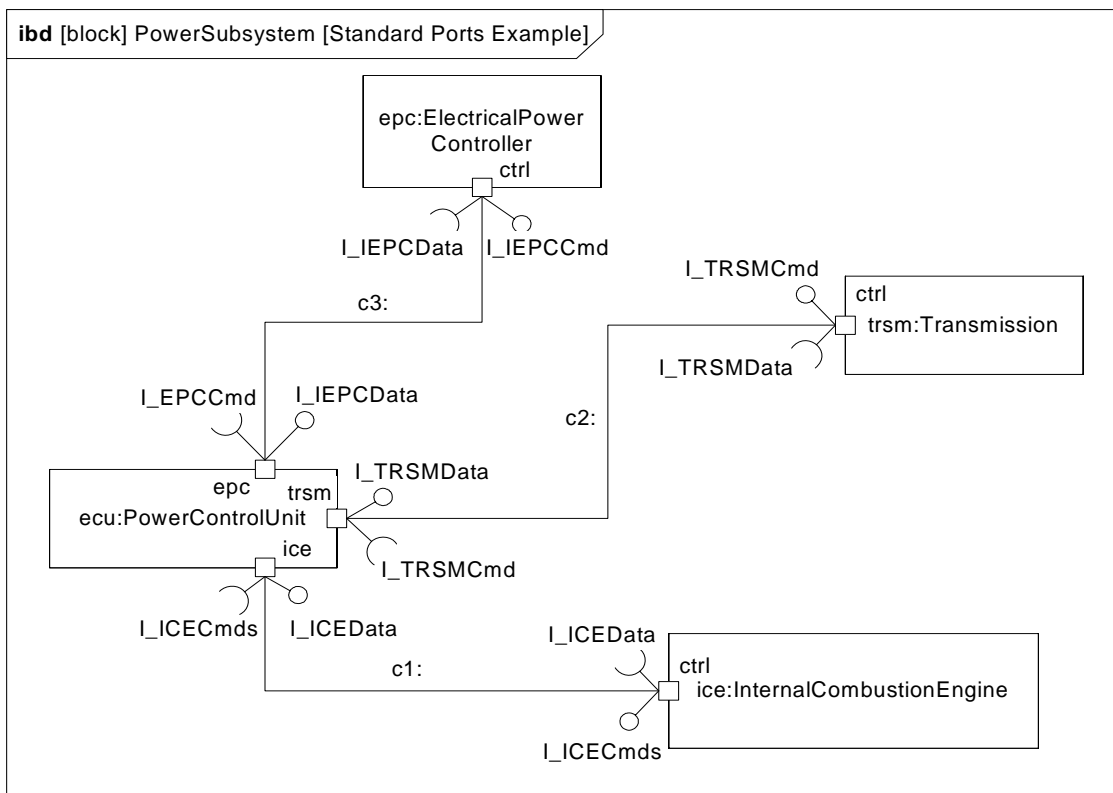 ibd [block] PowerSubsystem [Standard Ports Example]
epc:ElectricalPower
Controller
ctrl
I_IEPCData
I_IEPCCmd
I_TRSMCmd
ctrl
c3:
trsm:Transmission
I_TRSMData
I_EPCCmd
I_IEPCData
c2:
I_TRSMData
epc
trsm
ecu:PowerControlUnit
ice
I_TRSMCmd
I_ICECmds
I_ICEData
I_ICEData
c1:
ctrl
ice:InternalCombustionEngine
I_ICECmds